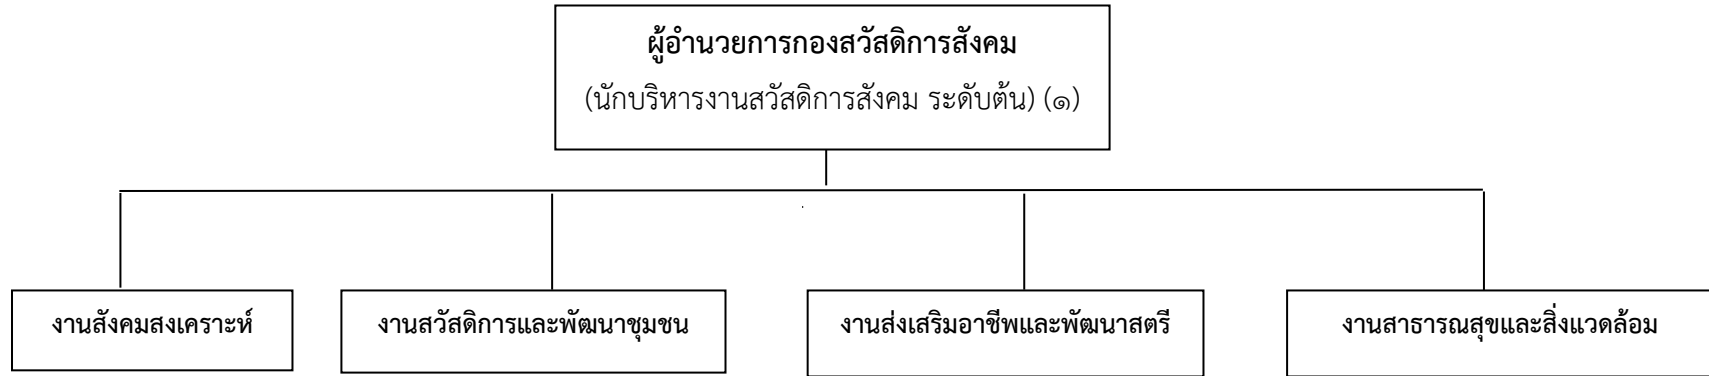 ผู้อำนวยการกองสวัสดิการสังคม
(นักบริหารงานสวัสดิการสังคม ระดับต้น) (๑)
งานสังคมสงเคราะห์
งานสวัสดิการและพัฒนาชุมชน
งานส่งเสริมอาชีพและพัฒนาสตรี
งานสาธารณสุขและสิ่งแวดล้อม